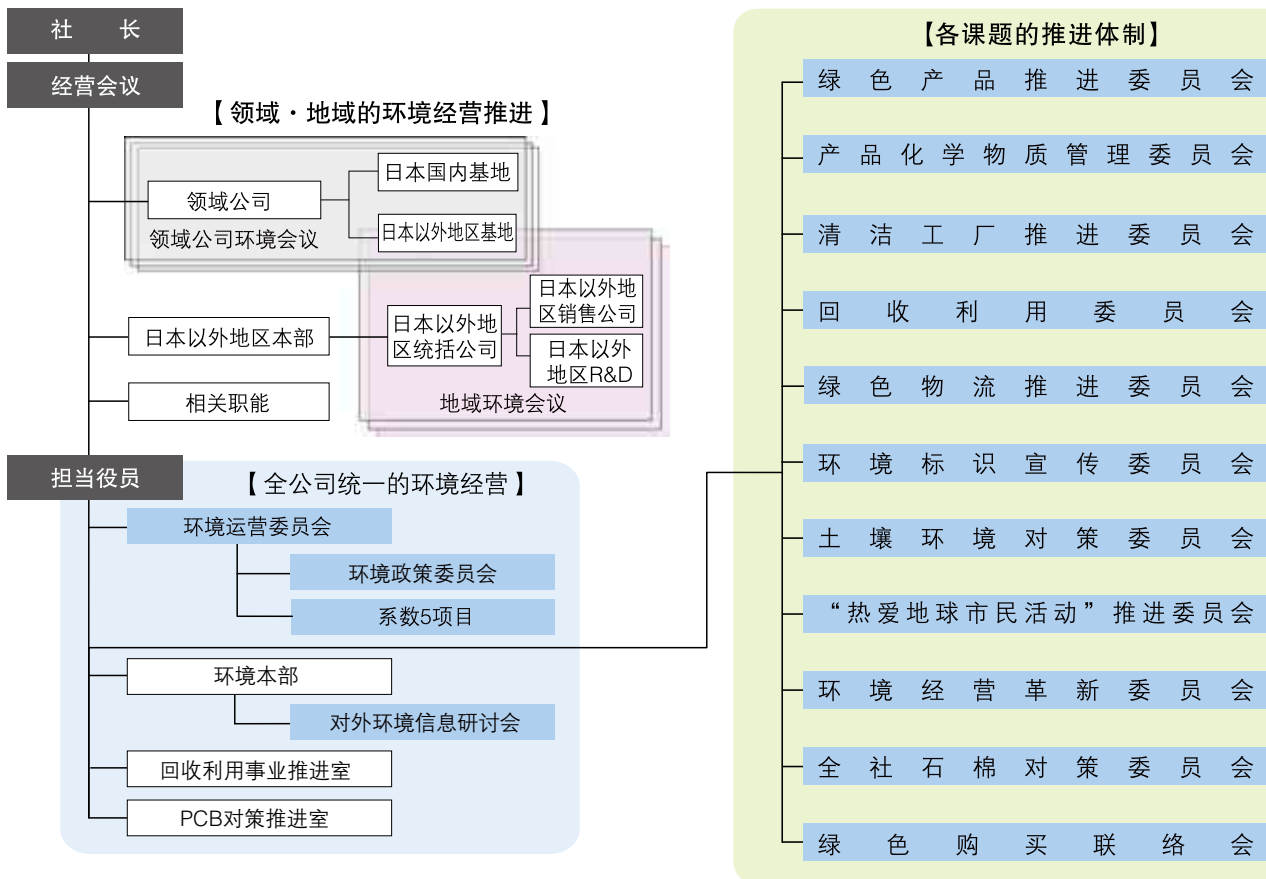 社长
经营会议
【领域・地域的环境经营推进】
领域公司
领域公司环境会议
日本国内基地
日本以外地区基地
日本以外地区本部
日本以外地
区统括公司
日本以外地
区销售公司
日本以外
地区R&D
地域环境会议
相关职能
担当役员
【全公司统一的环境经营】
环境运营委员会
环境政策委员会
系数5项目
环境本部
对外环境信息研讨会
回收利用事业推进室
PCB对策推进室
【各课题的推进体制】
绿色产品推进委员会
产品化学物质管理委员会
清洁工厂推进委员会
回收利用委员会
绿色物流推进委员会
环境标识宣传委员会
土壤环境对策委员会
“热爱地球市民活动”推进委员会
环境经营革新委员会
全社石棉对策委员会
绿色购买联络会